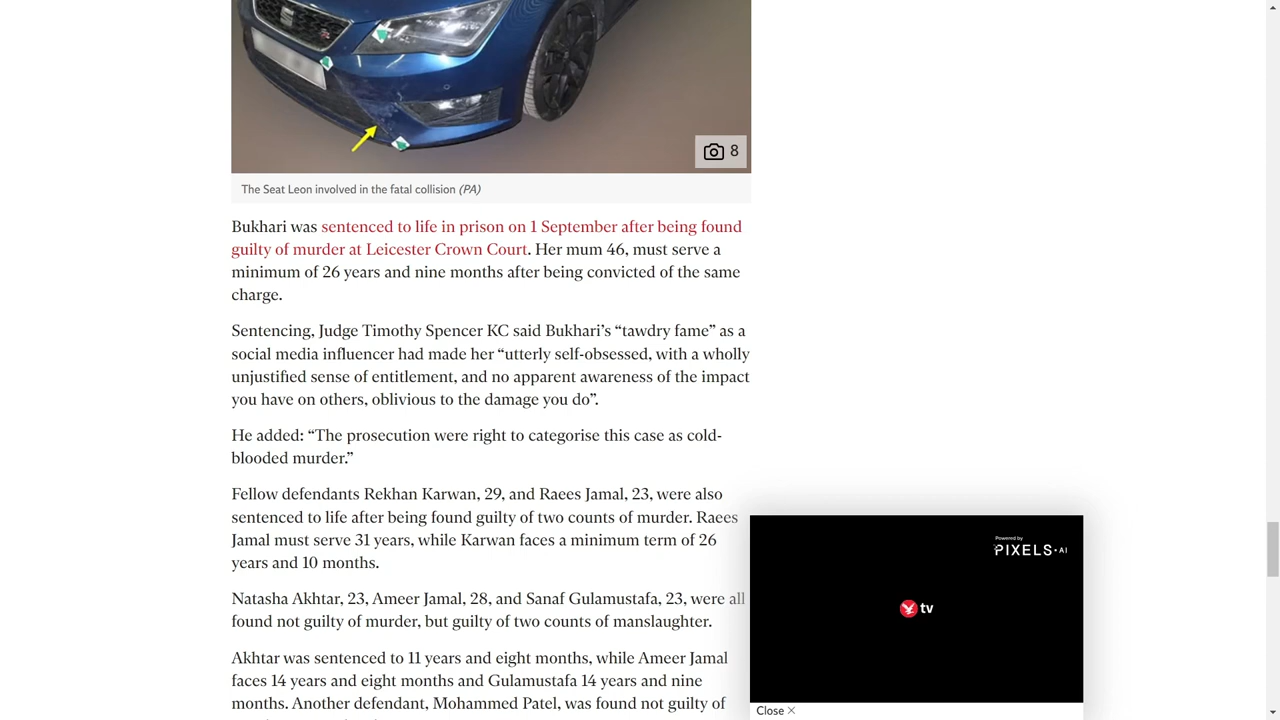 8
The Seat Leon involved in the fatal collision (PA)
Bukhari was sentenced to life in prison on 1 September after being found
guilty of murder at Leicester Crown Court. Her mum 46, must serve a
minimum of 26 years and nine months after being convicted of the same
charge.
Sentencing, Judge Timothy Spencer KC said Bukhari’s “tawdry fame” as a
social media influencer had made her “utterly self-obsessed, with a wholly
unjustified sense of entitlement, and no apparent awareness of the impact
you have on others, oblivious to the damage you do”.
He added: “The prosecution were right to categorise this case as cold-
blooded murder.”
Fellow defendants Rekhan Karwan, 29, and Raees Jamal, 23, were also
sentenced to life after being found guilty of two counts of murder. Raees
Jamal must serve 31 years, while Karwan faces a minimum term of 26
years and 10 months.
Natasha Akhtar, 23, Ameer Jamal, 28, and Sanaf Gulamustafa, 23, were all
found not guilty of murder, but guilty of two counts of manslaughter.
Akhtar was sentenced to 11 years and eight months, while Ameer Jamal
faces 14 years and eight months and Gulamustafa 14 years and nine
months. Another defendant, Mohammed Patel, was found not guilty of
Powered by
PIXELS•AI
tv
Close ×